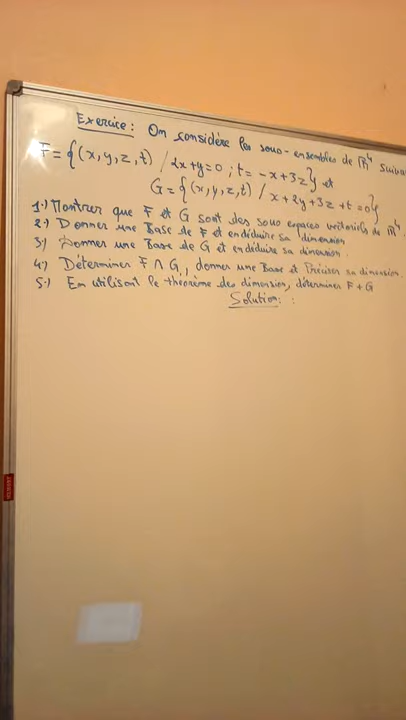 Exercice : On considère les sous-ensembles de ℝ⁴ suiva
F = {(x,y,z,t) / 2x+y=0 ; t = -x+3z} et
G = {(x,y,z,t) / x+2y+3z+t=0}
1.) Montrer que F et G sont des sous espaces vectoriels de ℝ⁴.
2.) Donner une Base de F et en déduire sa dimension
3.) Donner une Base de G et en déduire sa dimension.
4.) Déterminer F ∩ G, donner une Base et Préciser sa dimension.
5.) En utilisant le théorème des dimension, déterminer F + G
Solution: :